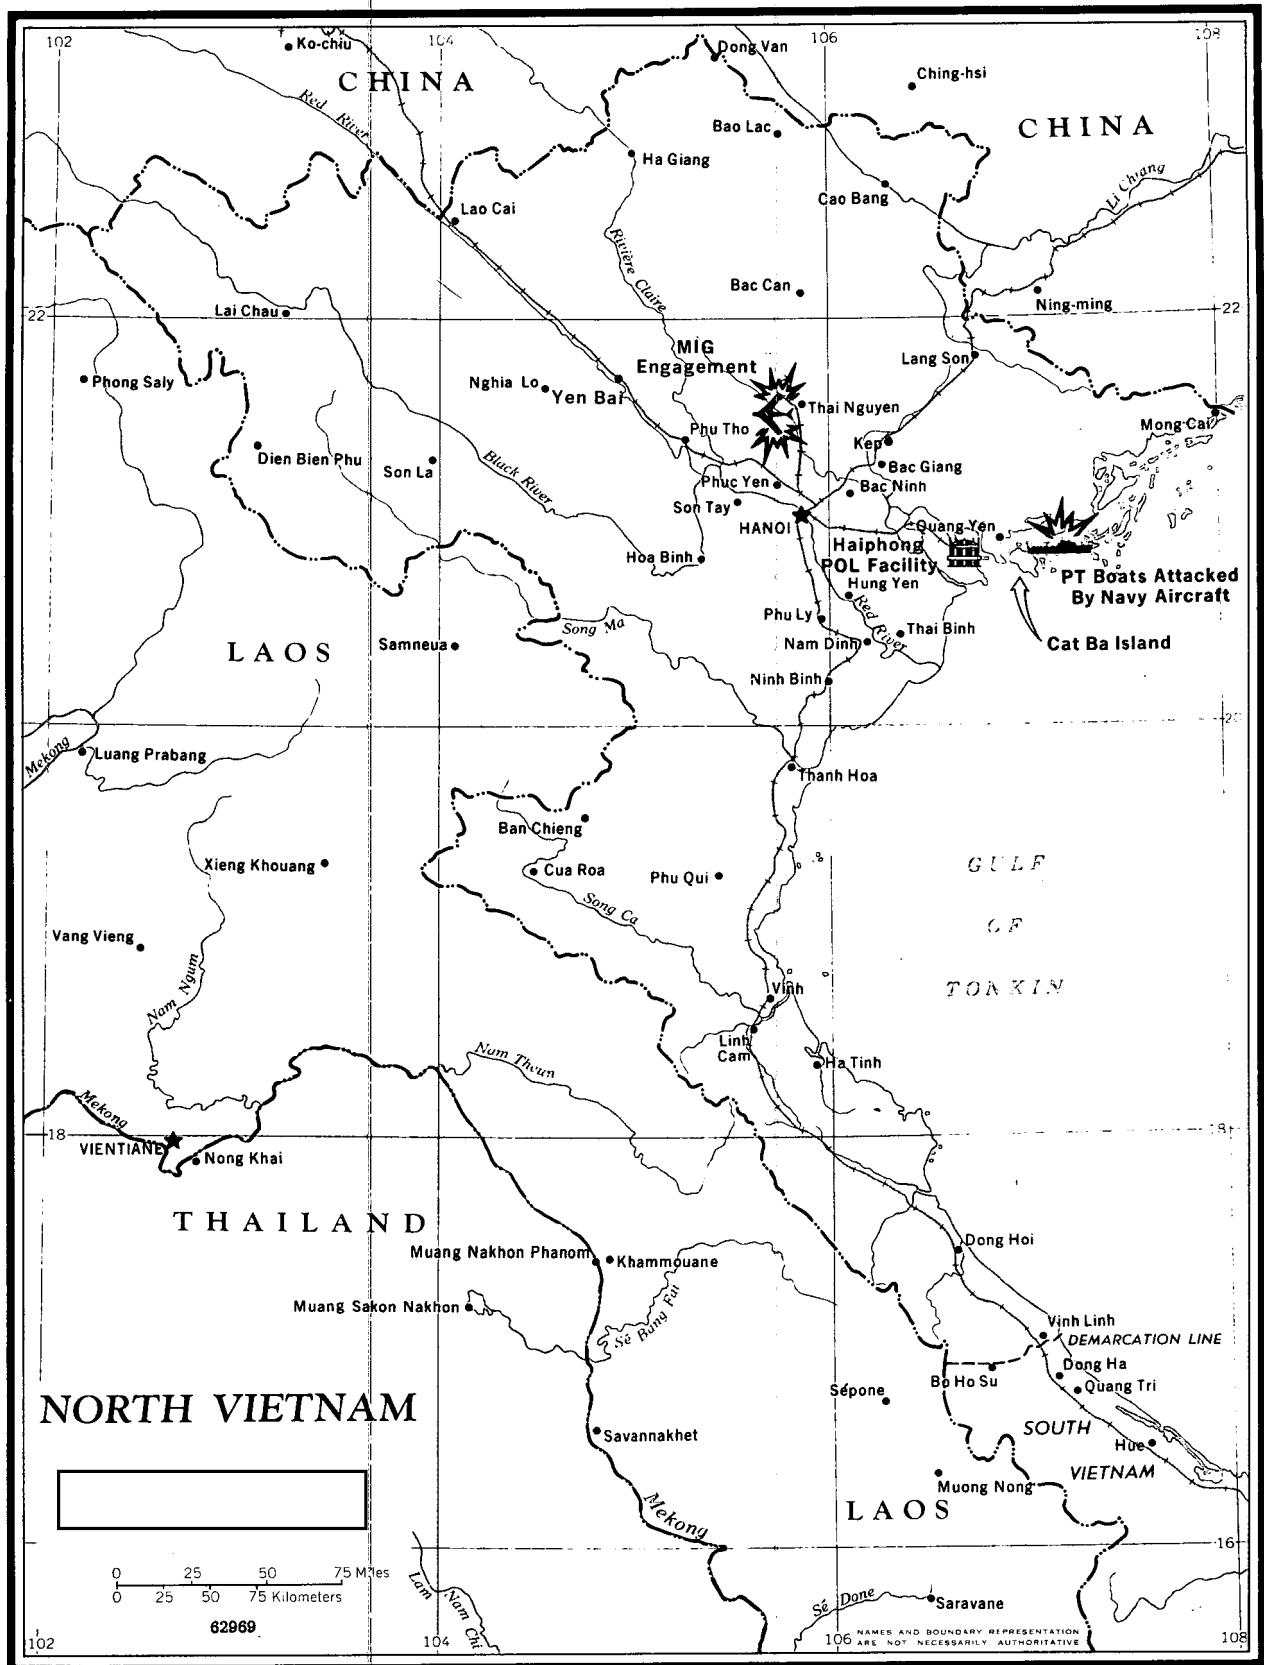 102
104
106
108
Ko-chiu
Dong Van
CHINA
Ching-hsi
Red River
Bao Lac
CHINA
Ha Giang
Li Chiang
Cao Bang
Lao Cai
Rivière Claire
Bac Can
Ning-ming
22
Lai Chau
22
MIG
Engagement
Lang Son
Phong Saly
Nghia Lo
Yen Bai
Thai Nguyen
Mong Cai
Phu Tho
Kep
Dien Bien Phu
Son La
Black River
Bac Giang
Phuc Yen
Bac Ninh
Son Tay
HANOI
Quang Yen
Haiphong
POL Facility
Hoa Binh
PT Boats Attacked
By Navy Aircraft
Hung Yen
Red River
Phu Ly
Song Ma
Thai Binh
LAOS
Samneua
Nam Dinh
Cat Ba Island
Ninh Binh
20
Mekong
Luang Prabang
Thanh Hoa
Ban Chieng
Xieng Khouang
Cua Roa
Phu Qui
GULF
OF
TONKIN
Song Ca
Vang Vieng
Nam Ngum
Vinh
Linh
Cam
Nam Theun
Ha Tinh
Mekong
18
18
VIENTIANE
Nong Khai
THAILAND
Dong Hoi
Muang Nakhon Phanom
Khammouane
Muang Sakon Nakhon
Sé Bang Fai
Vinh Linh
DEMARCATION LINE
Dong Ha
Bo Ho Su
Quang Tri
Sépone
NORTH VIETNAM
Savannakhet
SOUTH
VIETNAM
Hue
Muong Nong
Mekong
LAOS
16
0 25 50 75 Miles
0 25 50 75 Kilometers
Lam Nam Chi
Sé Done
Saravane
62969
NAMES AND BOUNDARY REPRESENTATION
ARE NOT NECESSARILY AUTHORITATIVE
102
104
106
108